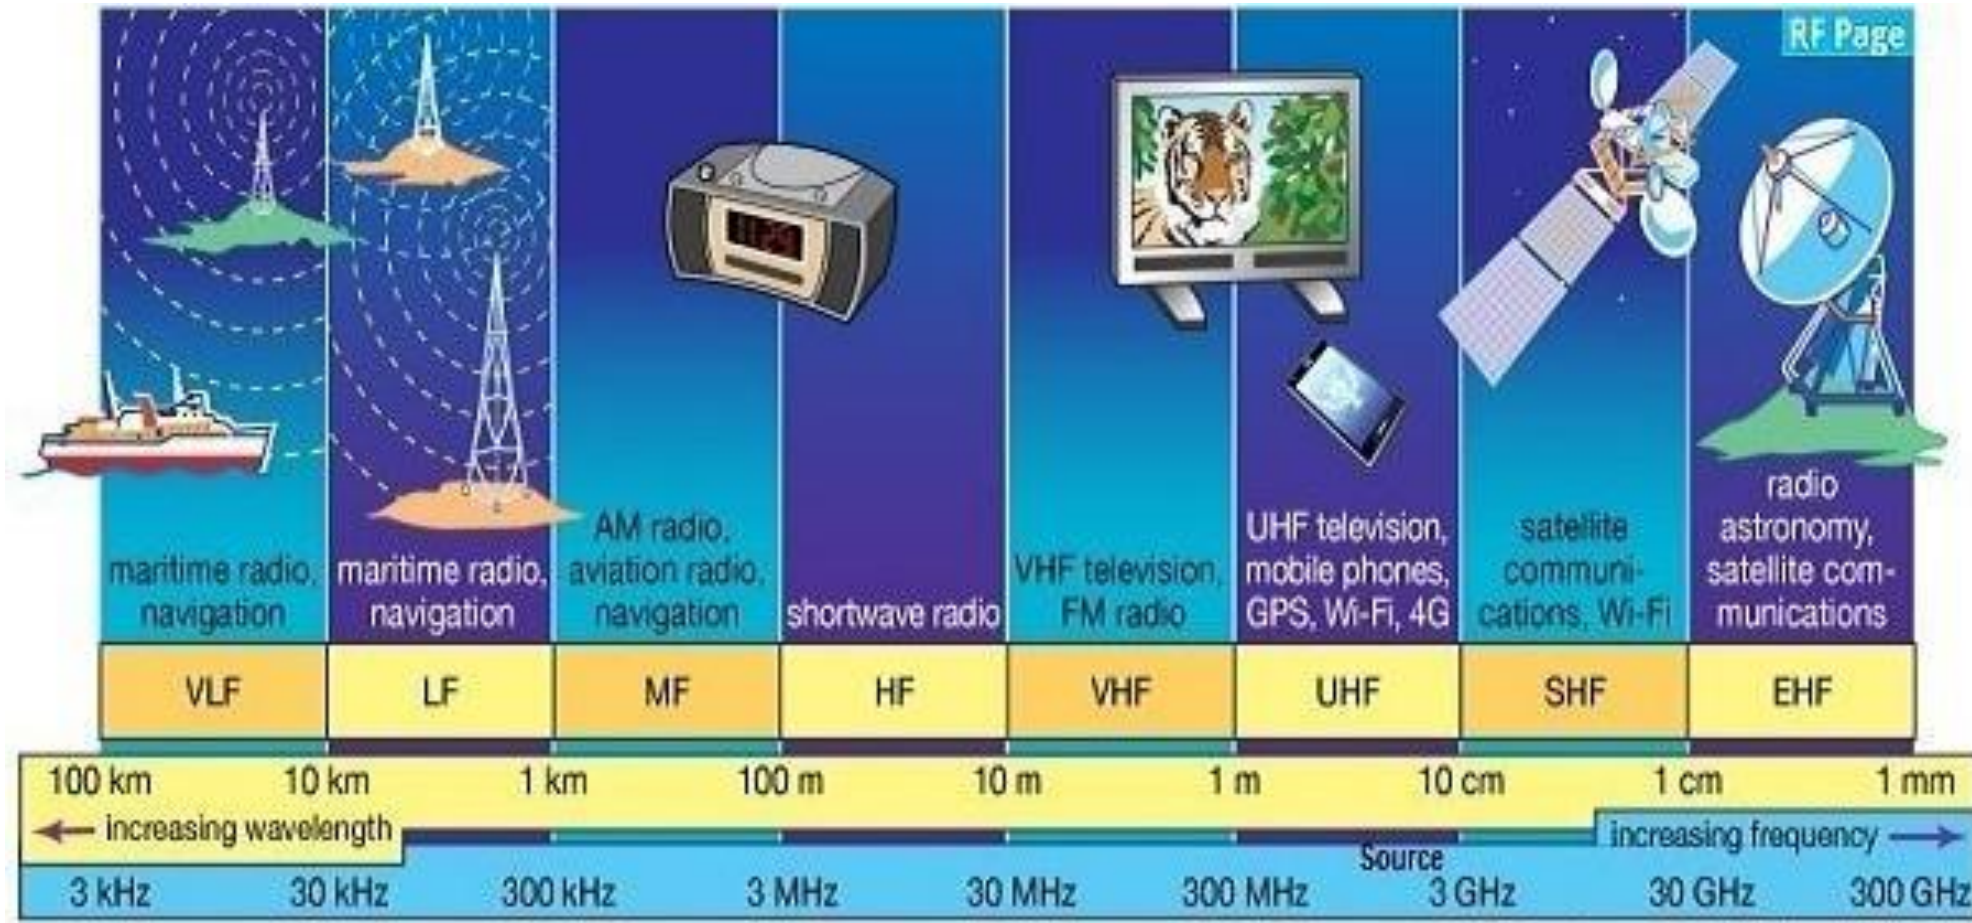 RF Page
maritime radio,
navigation
maritime radio,
navigation
AM radio,
aviation radio,
navigation
shortwave radio
VHF television,
FM radio
UHF television,
mobile phones,
GPS, Wi-Fi, 4G
satellite
communi-
cations, Wi-Fi
radio
astronomy,
satellite com-
munications
VLF LF MF HF VHF UHF SHF EHF
100 km 10 km 1 km 100 m 10 m 1 m 10 cm 1 cm 1 mm
increasing wavelength
increasing frequency
Source
3 kHz 30 kHz 300 kHz 3 MHz 30 MHz 300 MHz 3 GHz 30 GHz 300 GHz